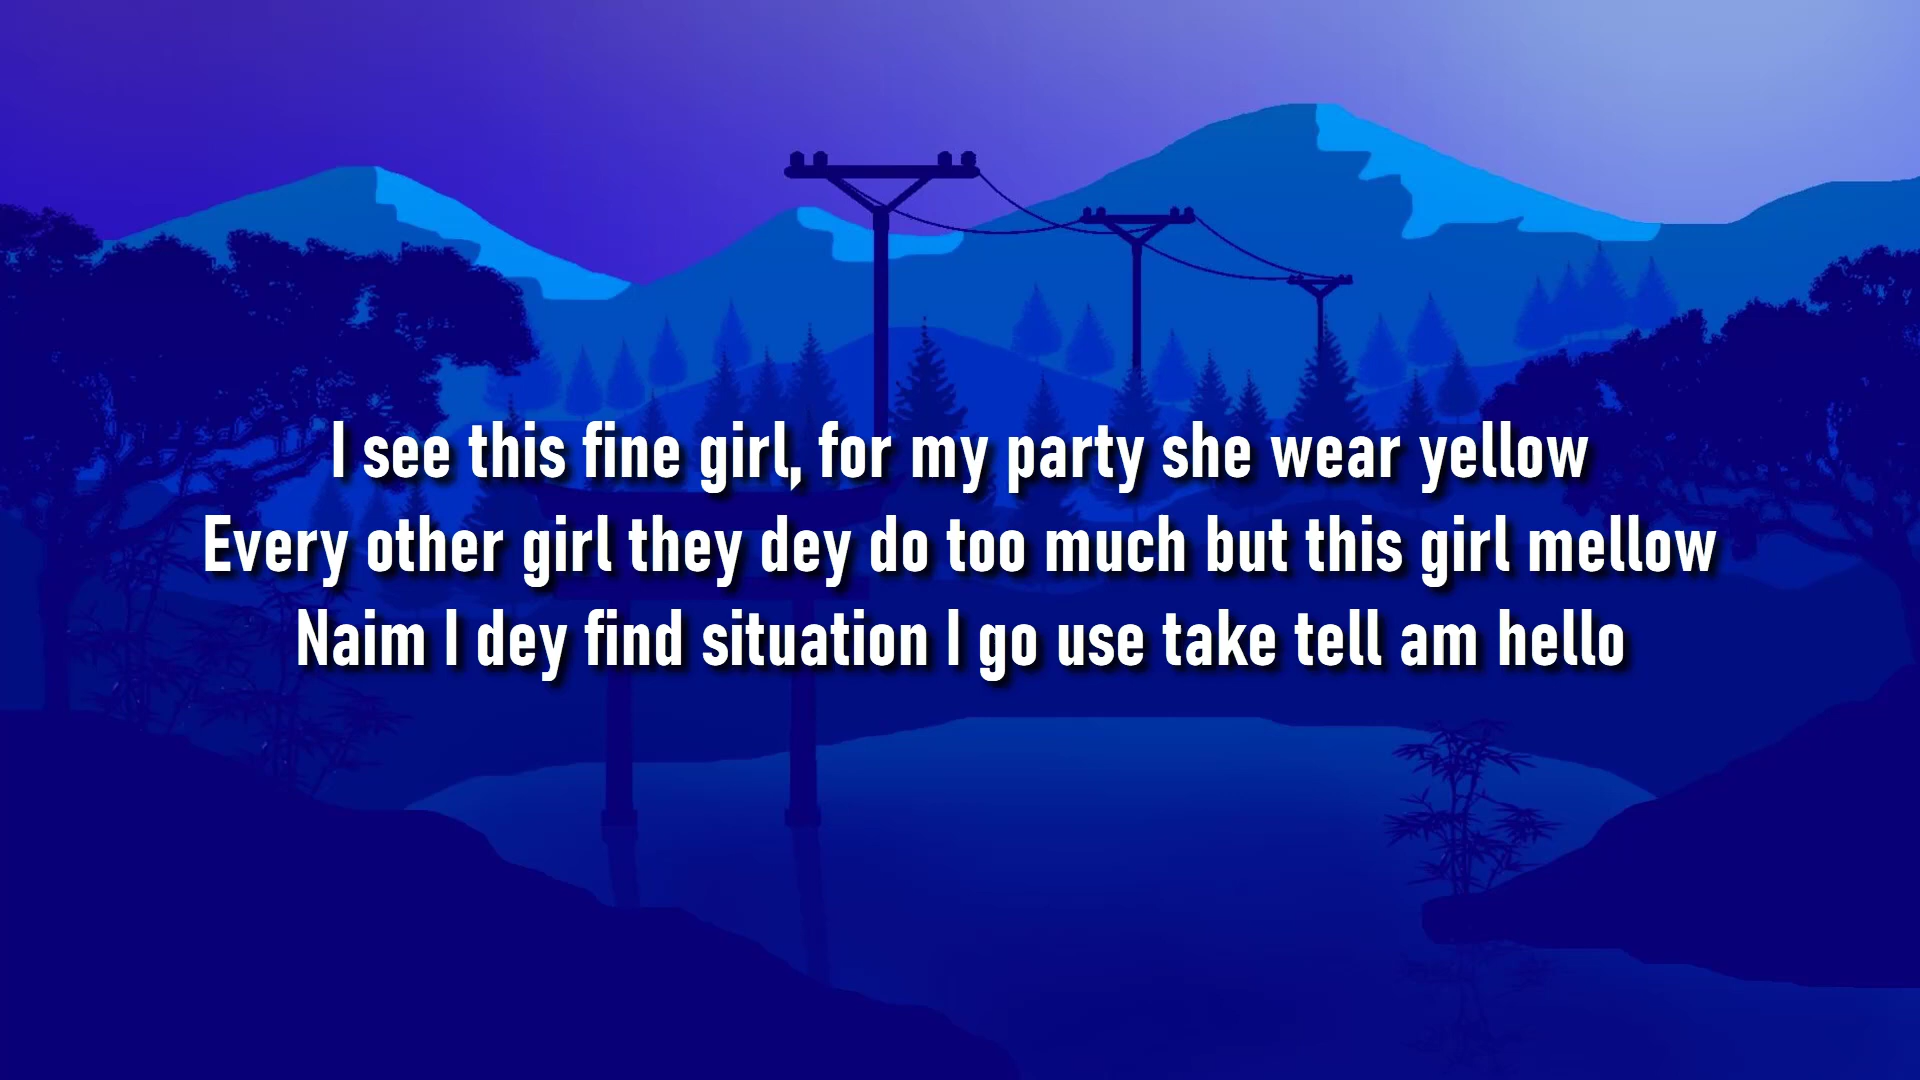 I see this fine girl, for my party she wear yellow
Every other girl they dey do too much but this girl mellow
Naim I dey find situation I go use take tell am hello